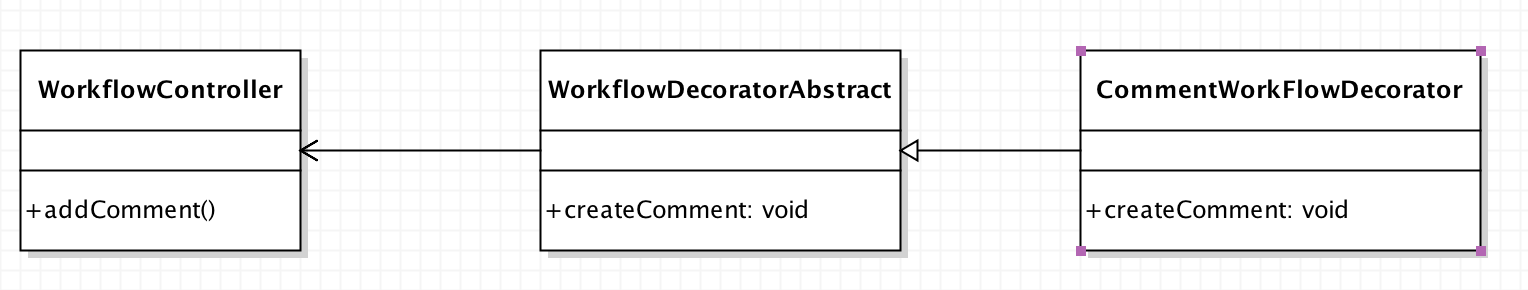 WorkflowController
+addComment()
WorkflowDecoratorAbstract
+createComment: void
CommentWorkFlowDecorator
+createComment: void